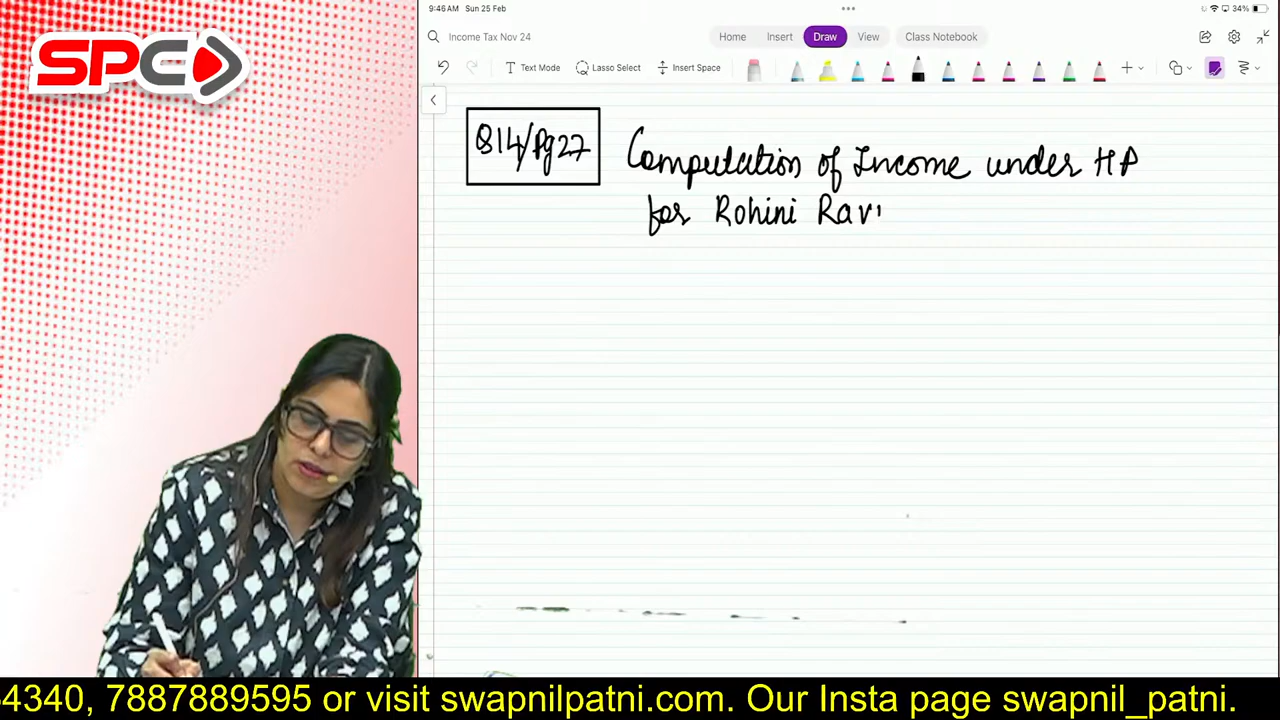 9:46 AM Sun 25 Feb
34%
SPC
Income Tax Nov 24
Home Insert Draw View Class Notebook
Text Mode Lasso Select Insert Space
Q14/Pg27
Computation of Income under HP
for Rohini Ravi
4340, 7887889595 or visit swapnilpatni.com. Our Insta page swapnil_patni.